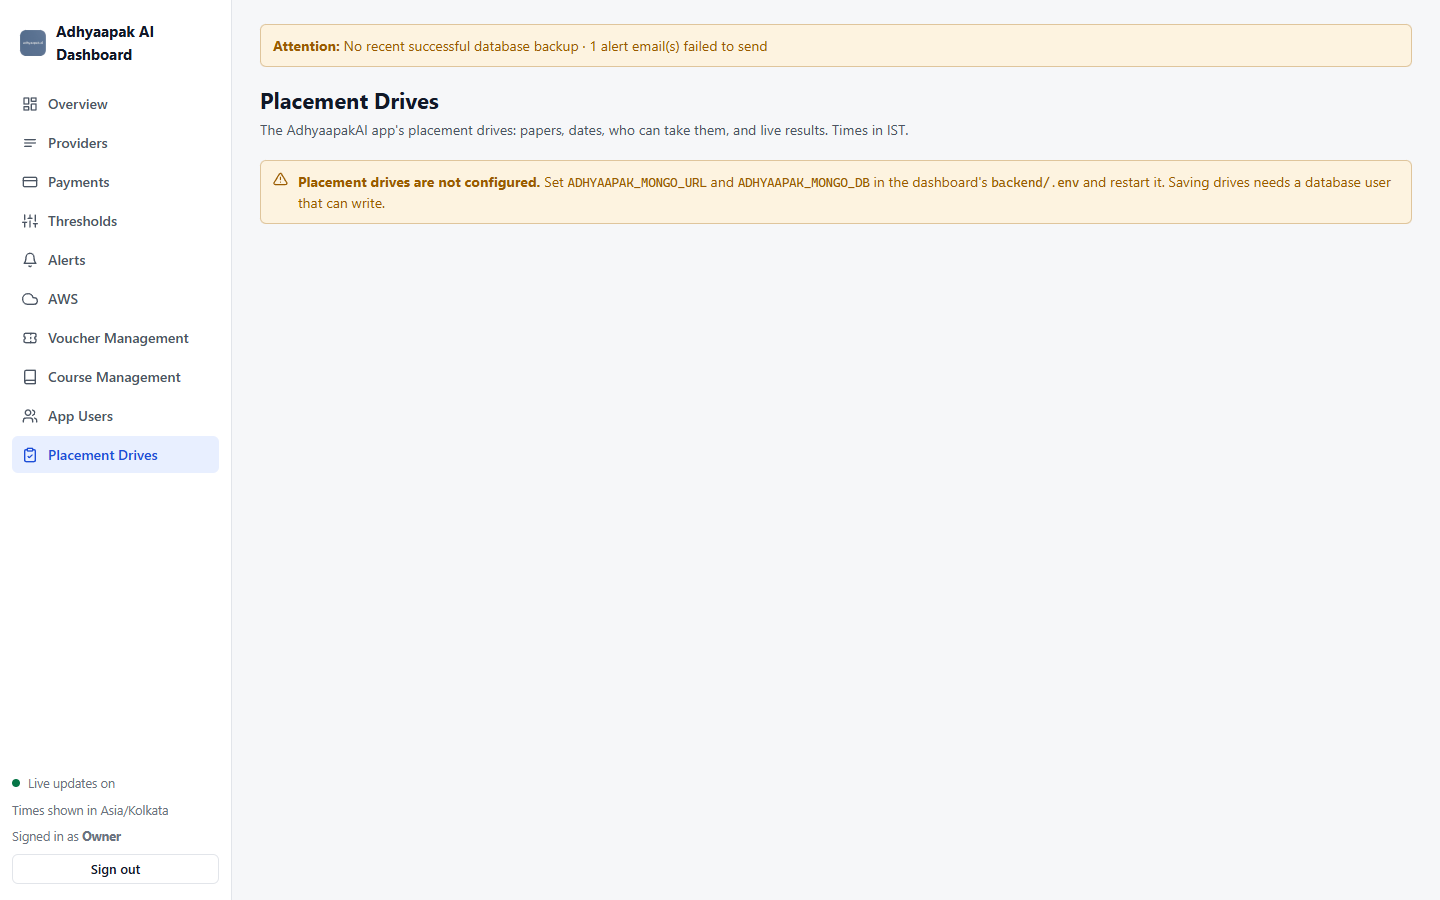 Adhyaapak AI
Dashboard
Overview
Providers
Payments
Thresholds
Alerts
AWS
Voucher Management
Course Management
App Users
Placement Drives
Live updates on
Times shown in Asia/Kolkata
Signed in as Owner
Sign out
Attention: No recent successful database backup · 1 alert email(s) failed to send
Placement Drives
The AdhyaapakAI app's placement drives: papers, dates, who can take them, and live results. Times in IST.
Placement drives are not configured. Set ADHYAAPAK_MONGO_URL and ADHYAAPAK_MONGO_DB in the dashboard's backend/.env and restart it. Saving drives needs a database user
that can write.